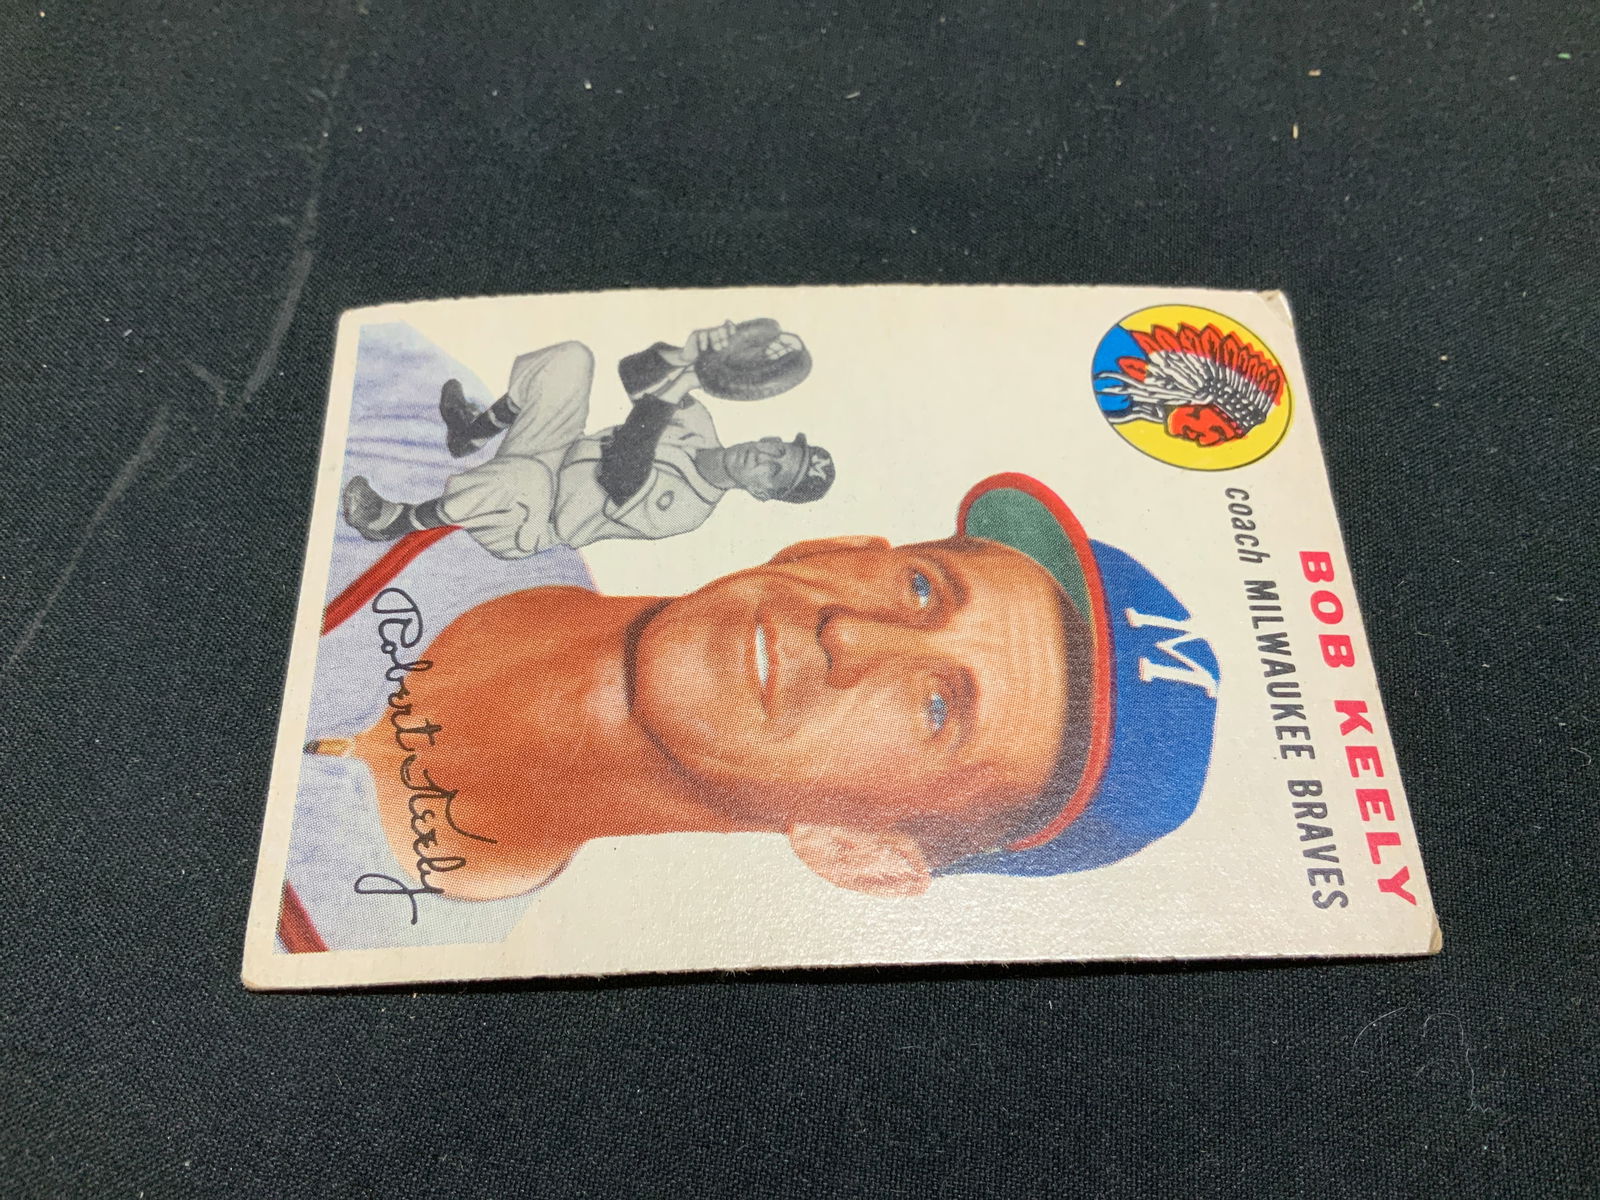 BOB KEELY
coach MILWAUKEE BRAVES
M
M
Robert Keely